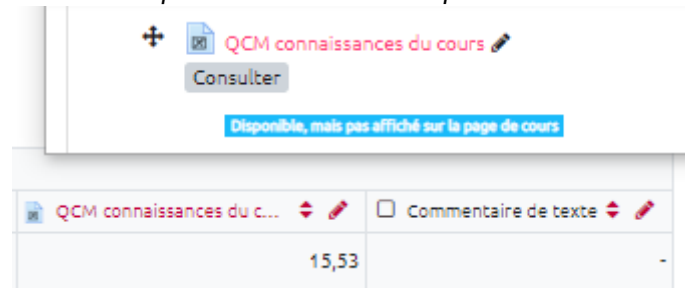 QCM connaissances du cours
Consulter
Disponible, mais pas affiché sur la page de cours
QCM connaissances du c... Commentaire de texte
15,53 -